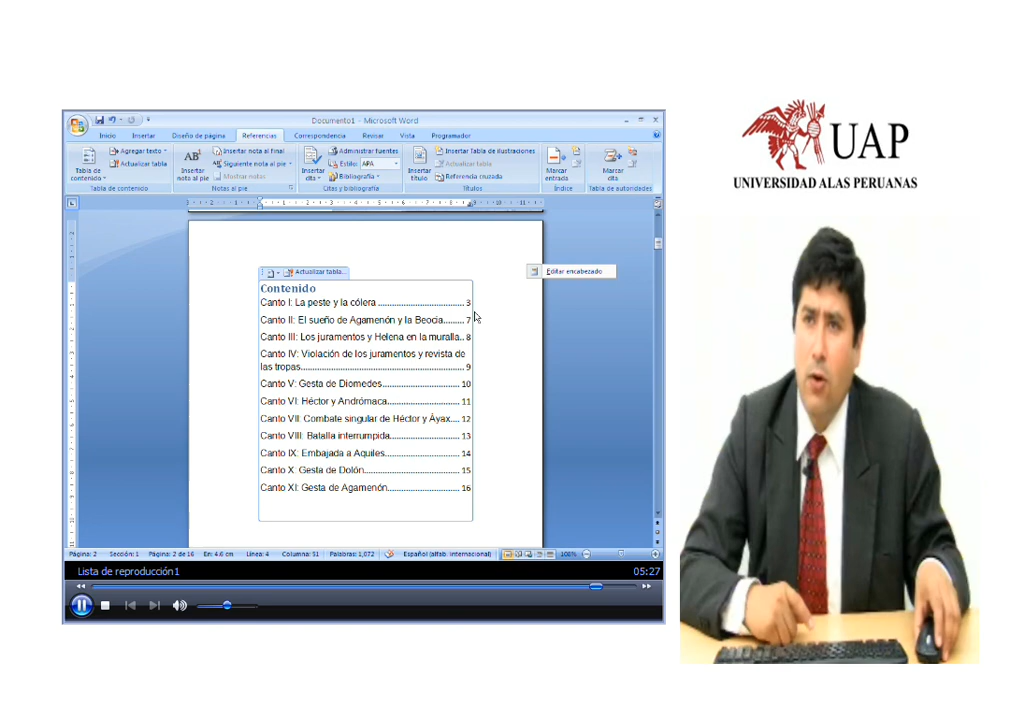 Documento1 - Microsoft Word
Inicio Insertar Diseño de página Referencias Correspondencia Revisar Vista Programador
Tabla de contenido
Agregar texto
Actualizar tabla
Tabla de contenido
AB
Insertar nota al pie
Insertar nota al final
Siguiente nota al pie
Mostrar notas
Notas al pie
Insertar cita
Administrar fuentes
Estilo: APA
Bibliografía
Citas y bibliografía
Insertar título
Insertar Tabla de ilustraciones
Actualizar tabla
Referencia cruzada
Títulos
Marcar entrada
Índice
Marcar cita
Tabla de autoridades
Actualizar tabla...
Editar encabezado
Contenido
Canto I: La peste y la cólera .................................. 3
Canto II: El sueño de Agamenón y la Beocia........ 7
Canto III: Los juramentos y Helena en la muralla.. 8
Canto IV: Violación de los juramentos y revista de
las tropas................................................................ 9
Canto V: Gesta de Diomedes.............................. 10
Canto VI: Héctor y Andrómaca............................ 11
Canto VII: Combate singular de Héctor y Áyax.... 12
Canto VIII: Batalla interrumpida........................... 13
Canto IX: Embajada a Aquiles............................. 14
Canto X: Gesta de Dolón..................................... 15
Canto XI: Gesta de Agamenón............................ 16
Página: 2 Sección: 1 Página: 2 de 16 En: 4.6 cm Línea: 4 Columna: 51 Palabras: 1,072 Español (alfab. internacional) 100%
Lista de reproducción1 05:27
UAP
UNIVERSIDAD ALAS PERUANAS